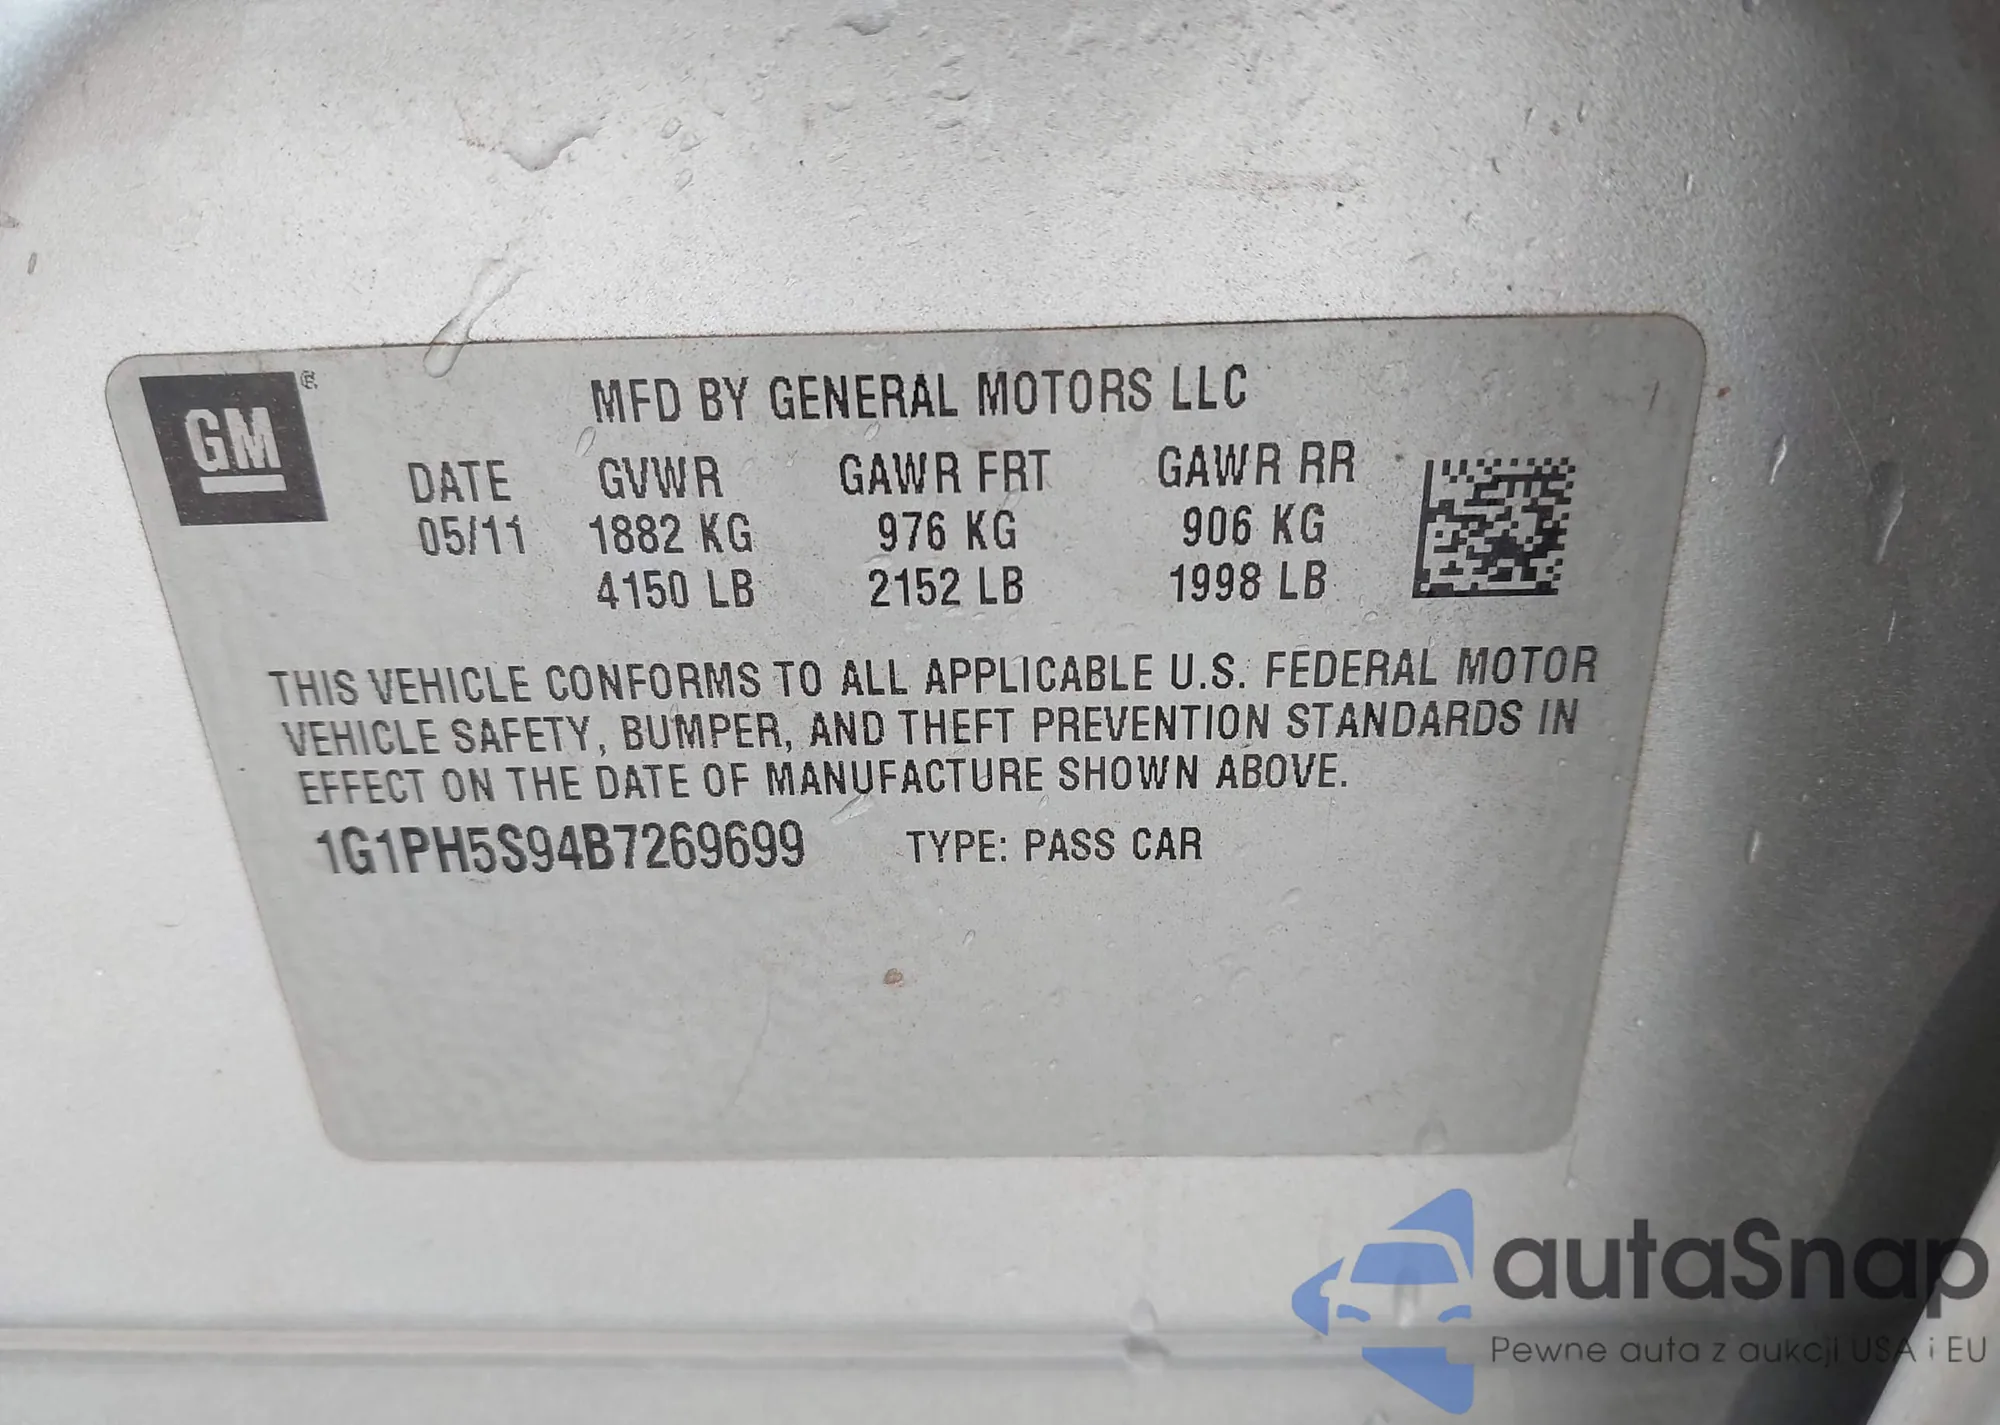 GM ®
MFD BY GENERAL MOTORS LLC
DATE GVWR GAWR FRT GAWR RR
05/11 1882 KG 976 KG 906 KG
4150 LB 2152 LB 1998 LB
THIS VEHICLE CONFORMS TO ALL APPLICABLE U.S. FEDERAL MOTOR
VEHICLE SAFETY, BUMPER, AND THEFT PREVENTION STANDARDS IN
EFFECT ON THE DATE OF MANUFACTURE SHOWN ABOVE.
1G1PH5S94B7269699 TYPE: PASS CAR
autaSnap
Pewne auta z aukcji USA i EU